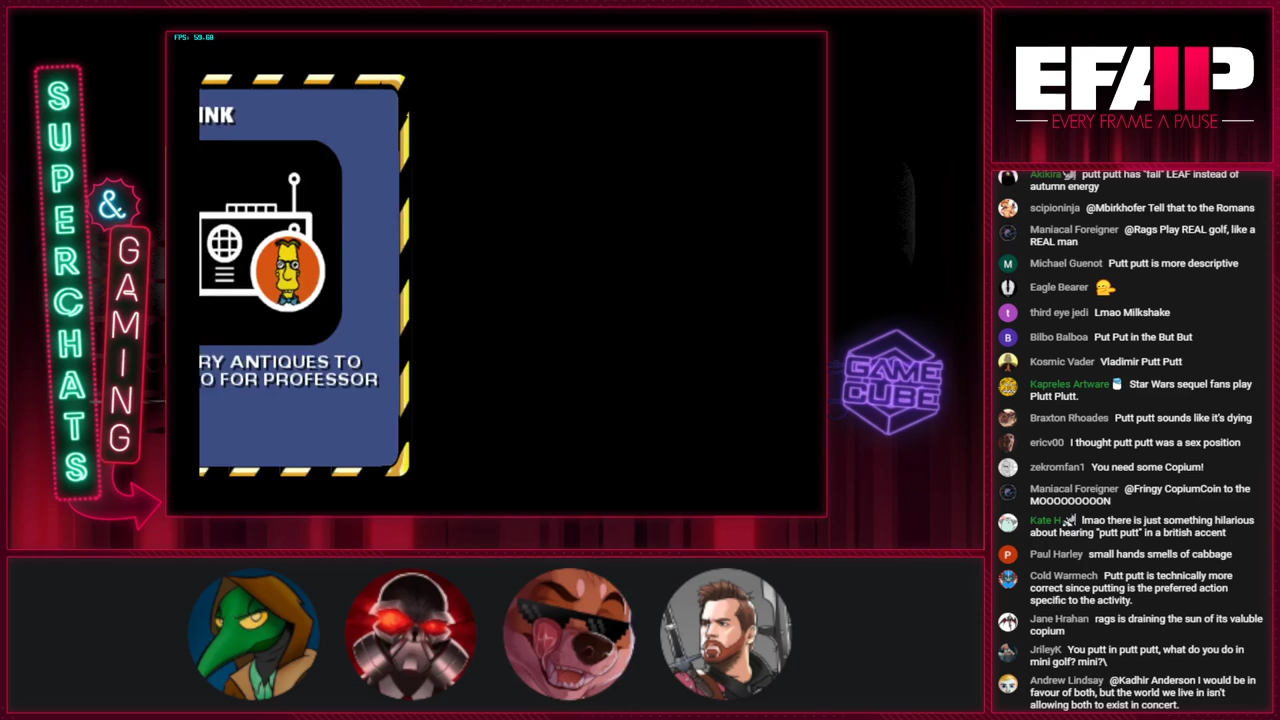 FPS: 59.68
SUPERCHATS
&
GAMING
INK
RY ANTIQUES TO
O FOR PROFESSOR
GAME
CUBE
EFAP
EVERY FRAME A PAUSE
Akikira putt putt has "fall" LEAF instead of
autumn energy
scipioninja @Mbirkhofer Tell that to the Romans
Maniacal Foreigner @Rags Play REAL golf, like a
REAL man
M Michael Guenot Putt putt is more descriptive
Eagle Bearer
t third eye jedi Lmao Milkshake
B Bilbo Balboa Put Put in the But But
Kosmic Vader Vladimir Putt Putt
Kapreles Artware Star Wars sequel fans play
Plutt Plutt.
Braxton Rhoades Putt putt sounds like it's dying
ericv00 I thought putt putt was a sex position
zekromfan1 You need some Copium!
Maniacal Foreigner @Fringy CopiumCoin to the
MOOOOOOOOON
Kate H lmao there is just something hilarious
about hearing "putt putt" in a british accent
P Paul Harley small hands smells of cabbage
Cold Warmech Putt putt is technically more
correct since putting is the preferred action
specific to the activity.
Jane Hrahan rags is draining the sun of its valuble
copium
JrileyK You putt in putt putt, what do you do in
mini golf? mini?\
Andrew Lindsay @Kadhir Anderson I would be in
favour of both, but the world we live in isn't
allowing both to exist in concert.